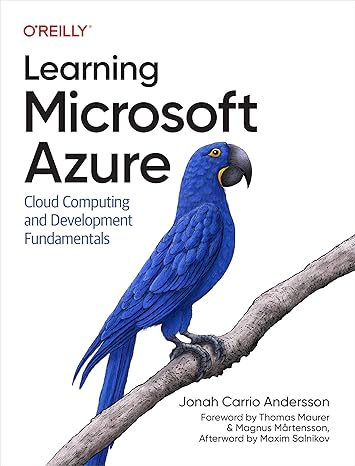 O'REILLY®
Learning
Microsoft
Azure
Cloud Computing
and Development
Fundamentals
Jonah Carrio Andersson
Foreword by Thomas Maurer
& Magnus Mårtensson,
Afterword by Maxim Salnikov